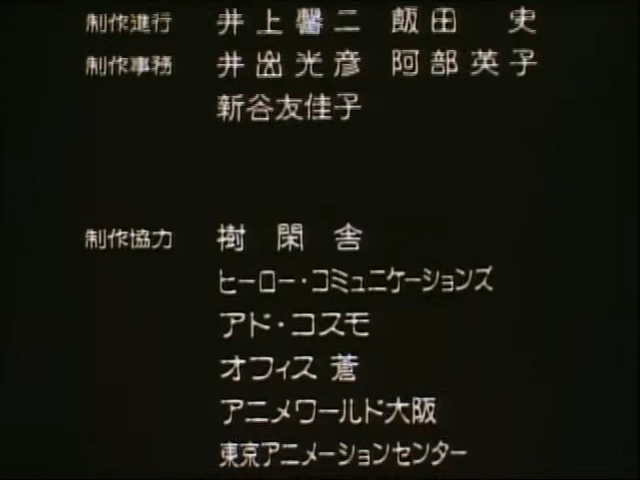 制作進行 井上馨二 飯田 史
制作事務 井出光彦 阿部英子
新谷友佳子
制作協力 樹閑舎
ヒーロー・コミュニケーションズ
アド・コスモ
オフィス蒼
アニメワールド大阪
東京アニメーションセンター